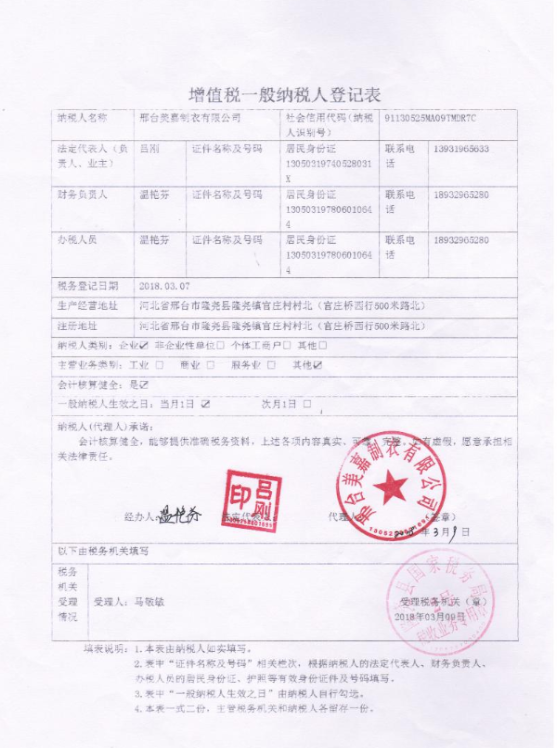 增值税一般纳税人登记表
纳税人名称 邢台美嘉制衣有限公司 社会信用代码(纳税 91130525MA09TMDRTC
人识别号)
法定代表人（负 吕刚 证件名称及号码 居民身份证 联系电 13931965633
责人、业主） 13050319740528031 话
X
财务负责人 温艳芬 证件名称及号码 居民身份证 联系电 18932965280
13050319780601064 话
4
办税人员 温艳芬 证件名称及号码 居民身份证 联系电 18932965280
13050319780601064 话
4
税务登记日期 2018.03.07
生产经营地址 河北省邢台市隆尧县隆尧镇官庄村村北（官庄桥西行500米路北）
注册地址 河北省邢台市隆尧县隆尧镇官庄村村北（官庄桥西行500米路北）
纳税人类别：企业☑ 非企业性单位□ 个体工商户□ 其他□
主营业务类别：工业 □ 商业 □ 服务业 □ 其他☑
会计核算健全：是☑
一般纳税人生效之日：当月1日 ☑ 次月1日 □
纳税人(代理人)承诺：
会计核算健全，能够提供准确税务资料，上述各项内容真实、可靠、完整。如有虚假，愿意承担相
关法律责任。
邢台美嘉制衣有限公司
吕刚印
经办人：温艳芬 法定代表人： 代理人： （签章）
2018年3月9日
以下由税务机关填写
税务
机关
受理 受理人：马敬敏 受理税务机关（章）
情况 2018年03月09日
填表说明：1.本表由纳税人如实填写。
2.表中“证件名称及号码”相关栏次，根据纳税人的法定代表人、财务负责人、
办税人员的居民身份证、护照等有效身份证件及号码填写。
3.表中“一般纳税人生效之日”由纳税人自行勾选。
4.本表一式二份，主管税务机关和纳税人各留存一份。